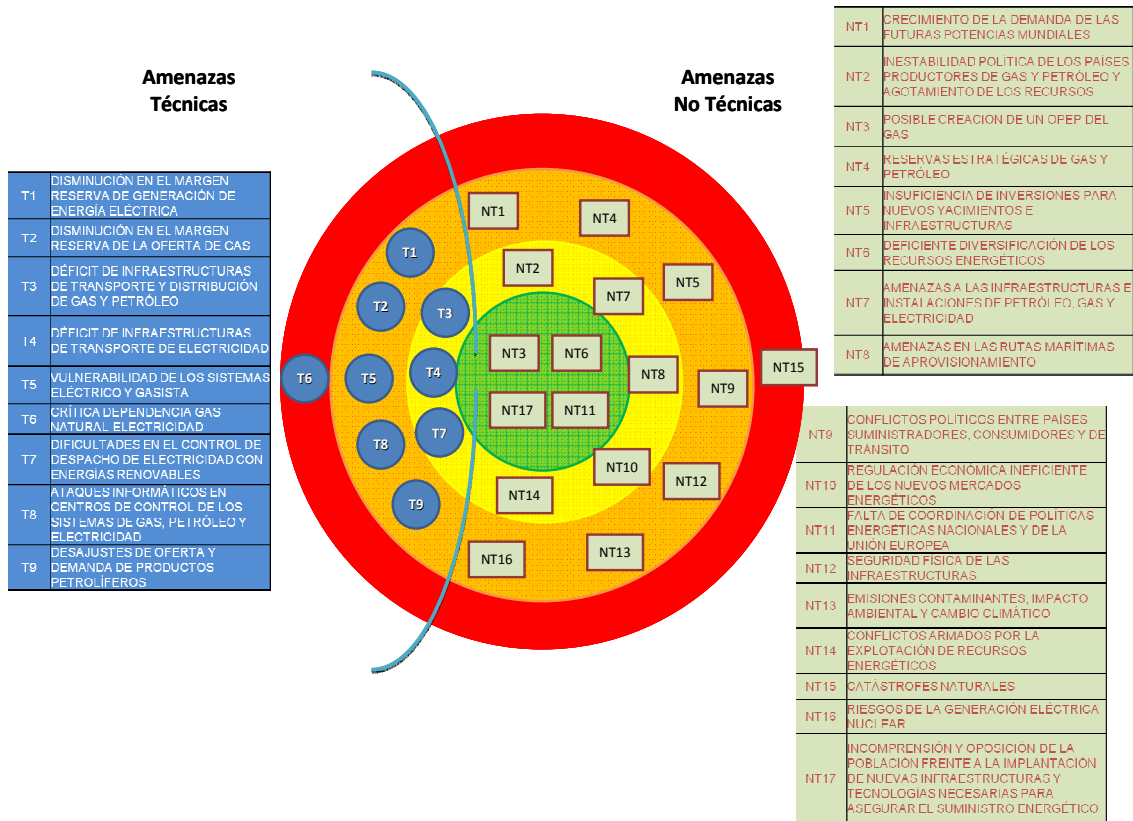 Amenazas
Técnicas
Amenazas
No Técnicas
T1
DISMINUCIÓN EN EL MARGEN
RESERVA DE GENERACIÓN DE
ENERGÍA ELÉCTRICA
T2
DISMINUCIÓN EN EL MARGEN
RESERVA DE LA OFERTA DE GAS
T3
DÉFICIT DE INFRAESTRUCTURAS
DE TRANSPORTE Y DISTRIBUCIÓN
DE GAS Y PETRÓLEO
T4
DÉFICIT DE INFRAESTRUCTURAS
DE TRANSPORTE DE ELECTRICIDAD
T5
VULNERABILIDAD DE LOS SISTEMAS
ELÉCTRICO Y GASISTA
T6
CRÍTICA DEPENDENCIA GAS
NATURAL ELECTRICIDAD
T7
DIFICULTADES EN EL CONTROL DE
DESPACHO DE ELECTRICIDAD CON
ENERGÍAS RENOVABLES
T8
ATAQUES INFORMÁTICOS EN
CENTROS DE CONTROL DE LOS
SISTEMAS DE GAS, PETRÓLEO Y
ELECTRICIDAD
T9
DESAJUSTES DE OFERTA Y
DEMANDA DE PRODUCTOS
PETROLÍFEROS
NT1
NT4
T1
NT2
T2
T3
NT7
NT5
NT3
NT6
T6
T5
T4
NT8
NT9
NT15
NT17
NT11
T8
T7
NT10
NT12
T9
NT14
NT16
NT13
NT1
CRECIMIENTO DE LA DEMANDA DE LAS
FUTURAS POTENCIAS MUNDIALES
NT2
INESTABILIDAD POLÍTICA DE LOS PAÍSES
PRODUCTORES DE GAS Y PETRÓLEO Y
AGOTAMIENTO DE LOS RECURSOS
NT3
POSIBLE CREACION DE UN OPEP DEL
GAS
NT4
RESERVAS ESTRATÉGICAS DE GAS Y
PETRÓLEO
NT5
INSUFICIENCIA DE INVERSIONES PARA
NUEVOS YACIMIENTOS E
INFRAESTRUCTURAS
NT6
DEFICIENTE DIVERSIFICACIÓN DE LOS
RECURSOS ENERGÉTICOS
NT7
AMENAZAS A LAS INFRAESTRUCTURAS E
INSTALACIONES DE PETRÓLEO, GAS Y
ELECTRICIDAD
NT8
AMENAZAS EN LAS RUTAS MARÍTIMAS
DE APROVISIONAMIENTO
NT9
CONFLICTOS POLÍTICOS ENTRE PAÍSES
SUMINISTRADORES, CONSUMIDORES Y DE
TRÁNSITO
NT10
REGULACIÓN ECONÓMICA INEFICIENTE
DE LOS NUEVOS MERCADOS
ENERGÉTICOS
NT11
FALTA DE COORDINACIÓN DE POLÍTICAS
ENERGÉTICAS NACIONALES Y DE LA
UNIÓN EUROPEA
NT12
SEGURIDAD FÍSICA DE LAS
INFRAESTRUCTURAS
NT13
EMISIONES CONTAMINANTES, IMPACTO
AMBIENTAL Y CAMBIO CLIMÁTICO
NT14
CONFLICTOS ARMADOS POR LA
EXPLOTACIÓN DE RECURSOS
ENERGÉTICOS
NT15
CATÁSTROFES NATURALES
NT16
RIESGOS DE LA GENERACIÓN ELÉCTRICA
NUCLEAR
NT17
INCOMPRENSIÓN Y OPOSICIÓN DE LA
POBLACIÓN FRENTE A LA IMPLANTACIÓN
DE NUEVAS INFRAESTRUCTURAS Y
TECNOLOGÍAS NECESARIAS PARA
ASEGURAR EL SUMINISTRO ENERGÉTICO